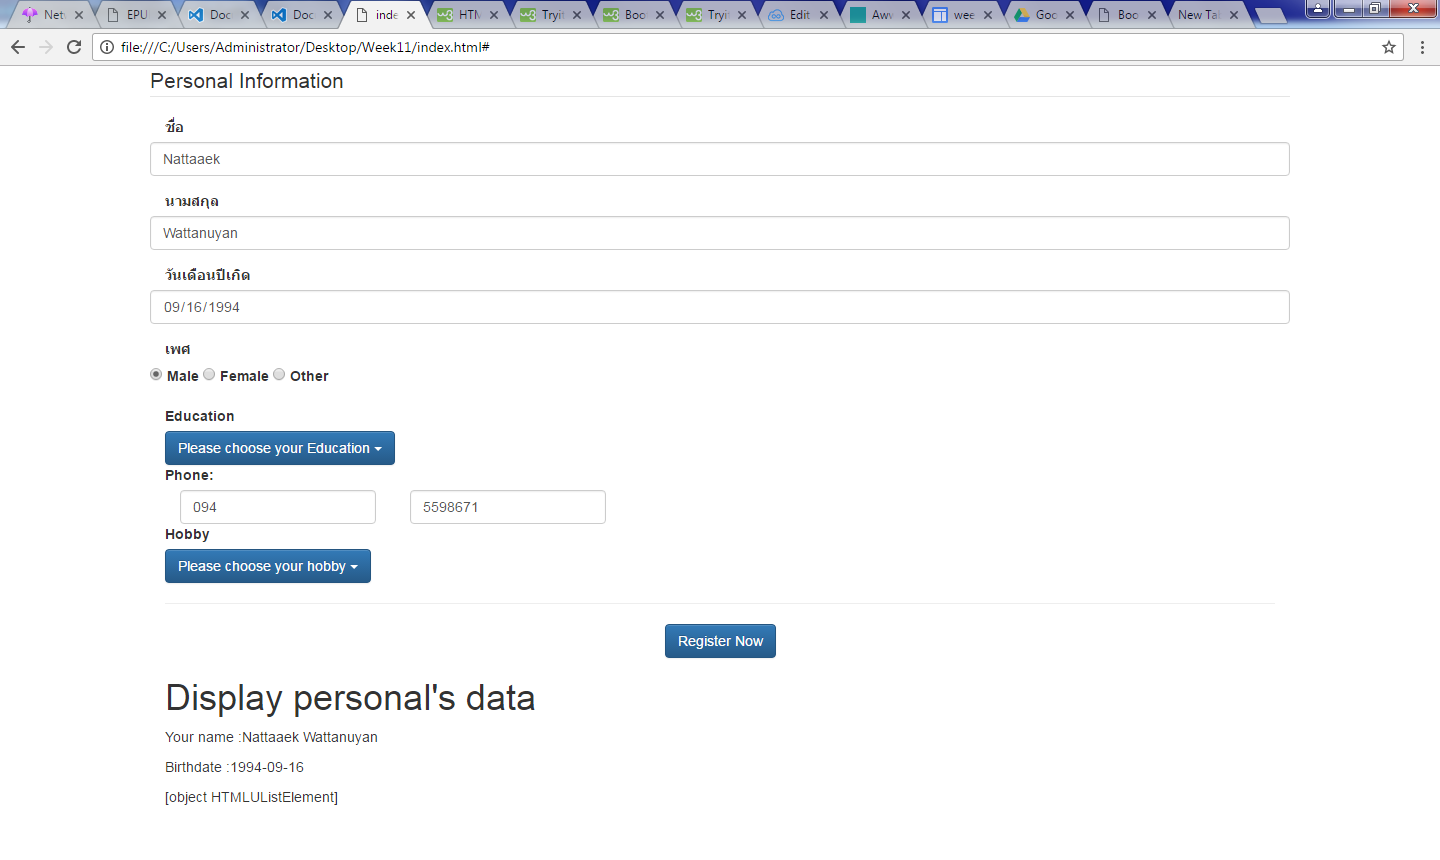 Net
EPU
Doc
Doc
inde
HTM
Tryi
Boo
Tryi
Edit
Aw
wee
Goo
Boo
New Ta
file:///C:/Users/Administrator/Desktop/Week11/index.html#
Personal Information
ชื่อ
Nattaaek
นามสกุล
Wattanuyan
วันเดือนปีเกิด
09/16/1994
เพศ
Male Female Other
Education
Please choose your Education
Phone:
094 5598671
Hobby
Please choose your hobby
Register Now
Display personal's data
Your name :Nattaaek Wattanuyan
Birthdate :1994-09-16
[object HTMLUListElement]